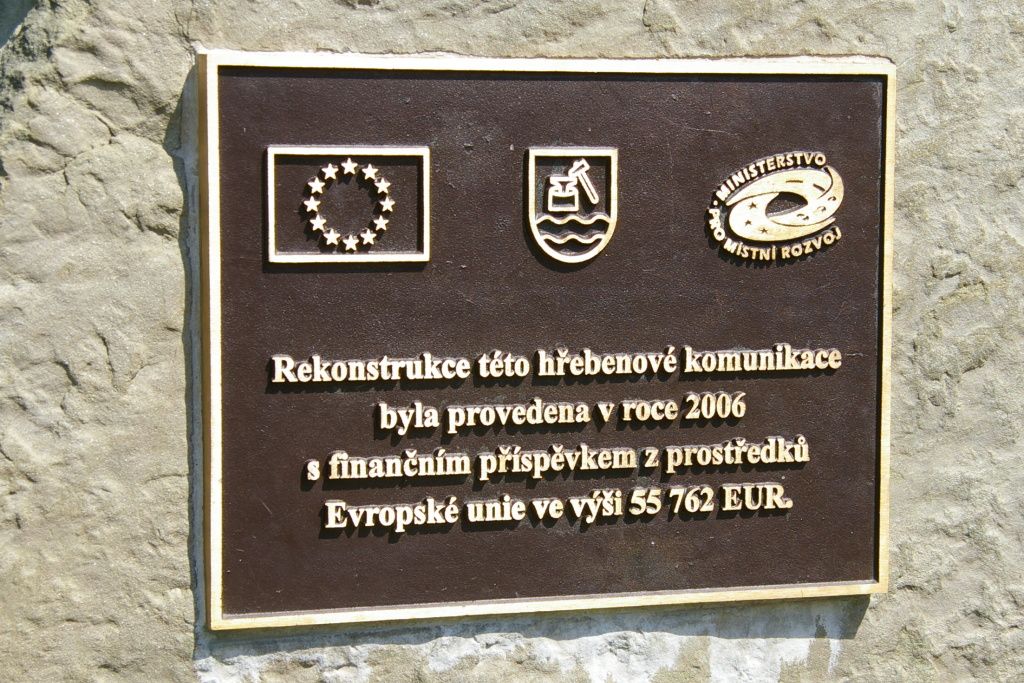 MINISTERSTVO
PRO MÍSTNÍ ROZVOJ
Rekonstrukce této hřebenové komunikace
byla provedena v roce 2006
s finančním příspěvkem z prostředků
Evropské unie ve výši 55 762 EUR.